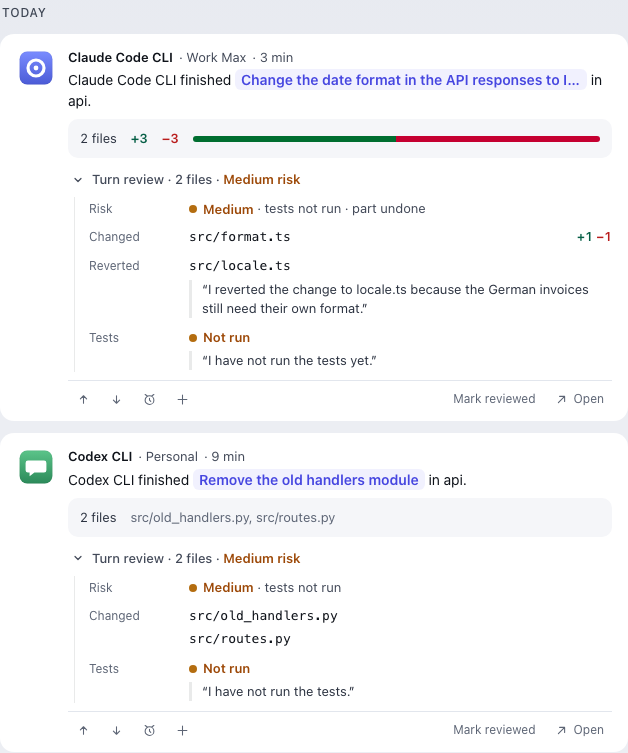 TODAY
Claude Code CLI · Work Max · 3 min
Claude Code CLI finished Change the date format in the API responses to I... in
api.
2 files +3 −3
Turn review · 2 files · Medium risk
Risk Medium · tests not run · part undone
Changed src/format.ts +1 −1
Reverted src/locale.ts
“I reverted the change to locale.ts because the German invoices
still need their own format.”
Tests Not run
“I have not run the tests yet.”
Mark reviewed Open
Codex CLI · Personal · 9 min
Codex CLI finished Remove the old handlers module in api.
2 files src/old_handlers.py, src/routes.py
Turn review · 2 files · Medium risk
Risk Medium · tests not run
Changed src/old_handlers.py
src/routes.py
Tests Not run
“I have not run the tests.”
Mark reviewed Open